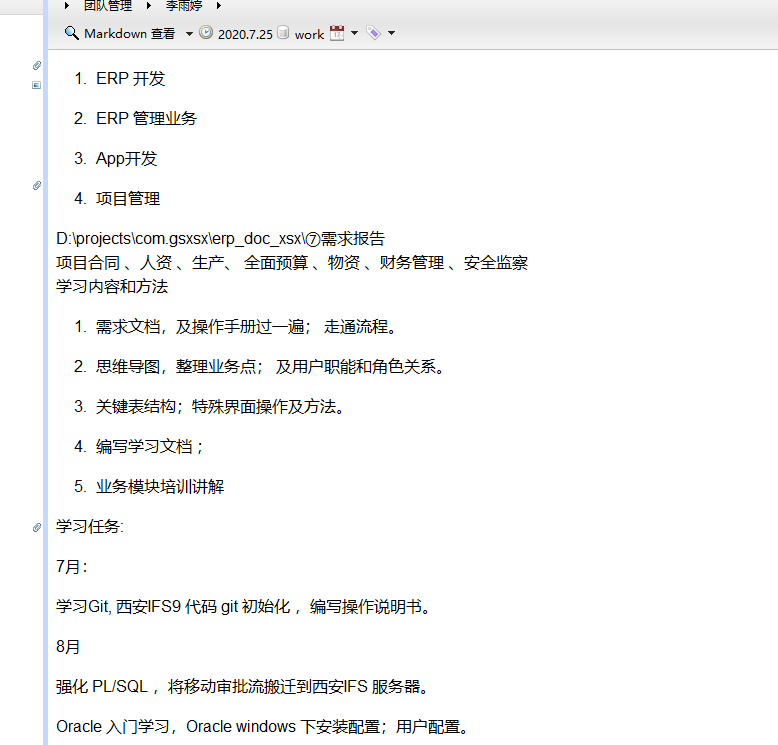 团队管理 李雨婷
Markdown 查看 2020.7.25 work
1. ERP 开发
2. ERP 管理业务
3. App开发
4. 项目管理
D:\projects\com.gsxsx\erp_doc_xsx\⑦需求报告
项目合同 、人资 、生产、 全面预算 、物资 、财务管理 、安全监察
学习内容和方法
1. 需求文档，及操作手册过一遍； 走通流程。
2. 思维导图，整理业务点； 及用户职能和角色关系。
3. 关键表结构；特殊界面操作及方法。
4. 编写学习文档 ;
5. 业务模块培训讲解
学习任务:
7月：
学习Git, 西安IFS9 代码 git 初始化 ，编写操作说明书。
8月
强化 PL/SQL ，将移动审批流搬迁到西安IFS 服务器。
Oracle 入门学习，Oracle windows 下安装配置；用户配置。